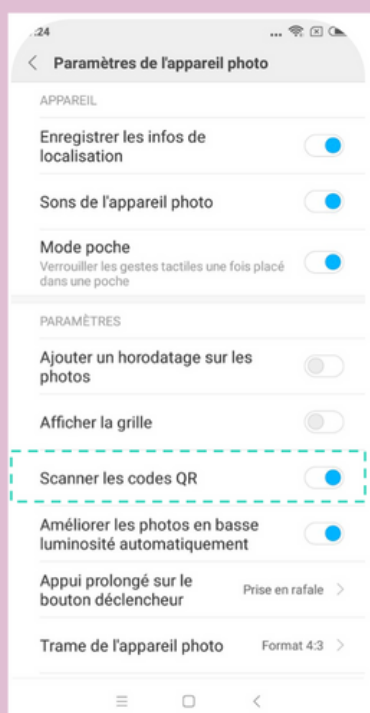 :24
...
Paramètres de l'appareil photo
APPAREIL
Enregistrer les infos de
localisation
Sons de l'appareil photo
Mode poche
Verrouiller les gestes tactiles une fois placé
dans une poche
PARAMÈTRES
Ajouter un horodatage sur les
photos
Afficher la grille
Scanner les codes QR
Améliorer les photos en basse
luminosité automatiquement
Appui prolongé sur le
bouton déclencheur
Prise en rafale
Trame de l'appareil photo
Format 4:3